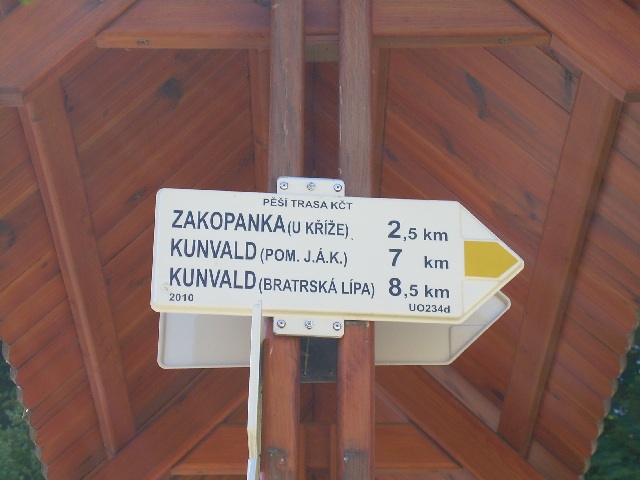 PĚŠÍ TRASA KČT
ZAKOPANKA (U KŘÍŽE) 2,5 km
KUNVALD (POM. J.Á.K.) 7 km
KUNVALD (BRATRSKÁ LÍPA) 8,5 km
2010 UO234d